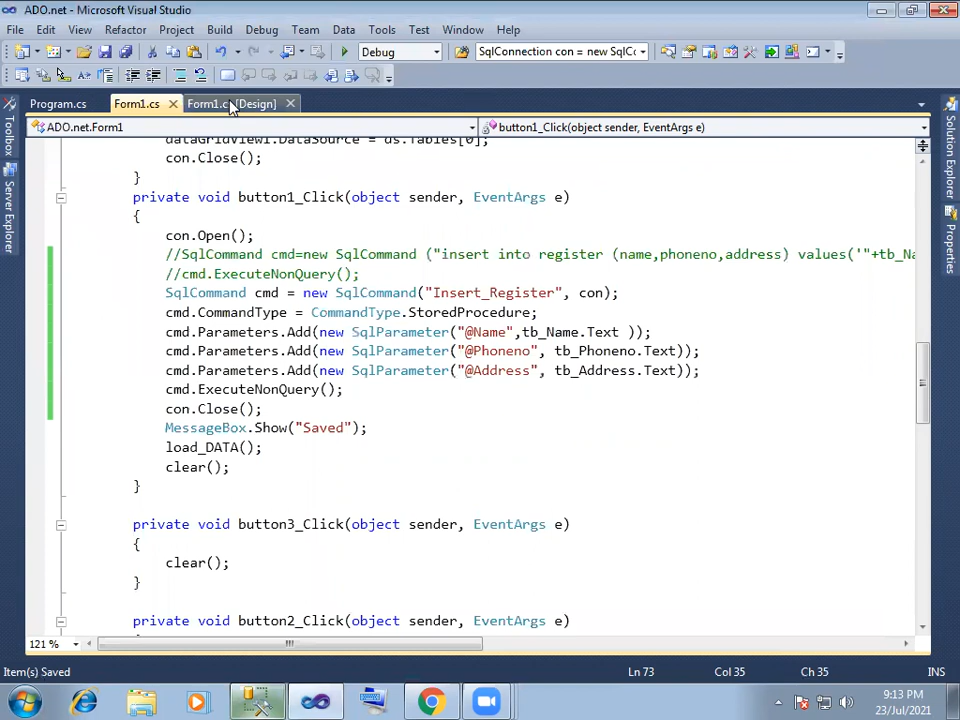 ADO.net - Microsoft Visual Studio
File Edit View Refactor Project Build Debug Team Data Tools Test Window Help
Debug SqlConnection con = new SqlCo
Program.cs Form1.cs Form1.cs [Design]
ADO.net.Form1 button1_Click(object sender, EventArgs e)
dataGridView1.DataSource = ds.Tables[0];
con.Close();
}
private void button1_Click(object sender, EventArgs e)
{
con.Open();
//SqlCommand cmd=new SqlCommand ("insert into register (name,phoneno,address) values('"+tb_Na
//cmd.ExecuteNonQuery();
SqlCommand cmd = new SqlCommand("Insert_Register", con);
cmd.CommandType = CommandType.StoredProcedure;
cmd.Parameters.Add(new SqlParameter("@Name",tb_Name.Text ));
cmd.Parameters.Add(new SqlParameter("@Phoneno", tb_Phoneno.Text));
cmd.Parameters.Add(new SqlParameter("@Address", tb_Address.Text));
cmd.ExecuteNonQuery();
con.Close();
MessageBox.Show("Saved");
load_DATA();
clear();
}
private void button3_Click(object sender, EventArgs e)
{
clear();
}
private void button2_Click(object sender, EventArgs e)
Toolbox
Server Explorer
Solution Explorer
Properties
121 %
Item(s) Saved Ln 73 Col 35 Ch 35 INS
9:13 PM
23/Jul/2021